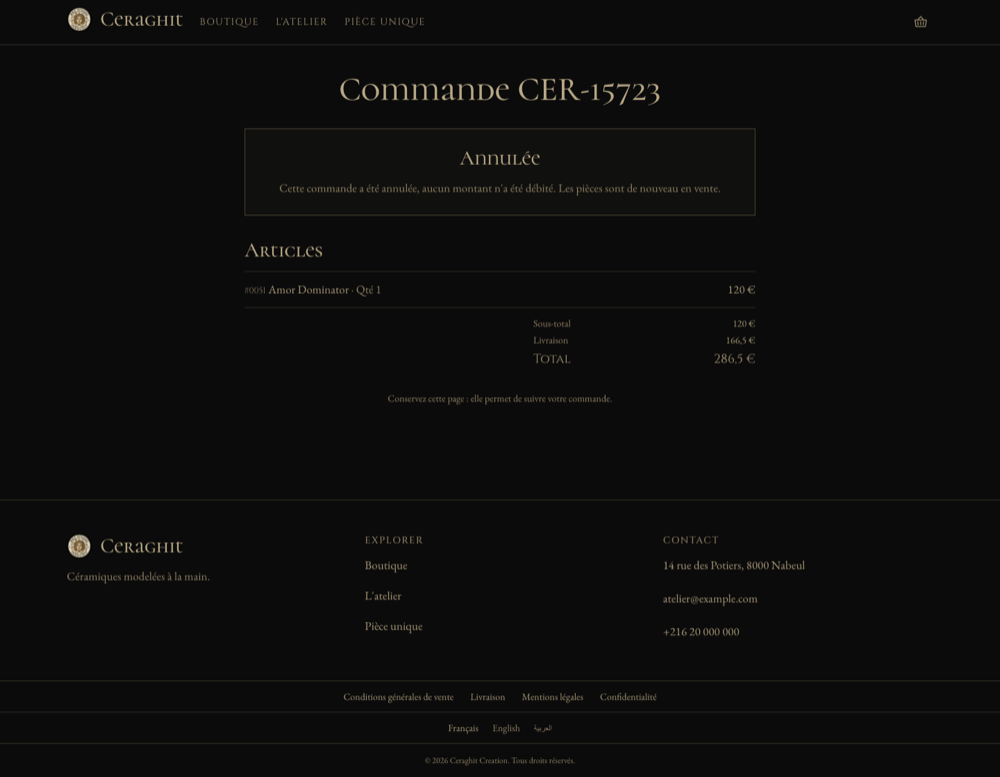 Ceraghit BOUTIQUE L'ATELIER PIÈCE UNIQUE
Commande CER-15723
Annulée
Cette commande a été annulée, aucun montant n'a été débité. Les pièces sont de nouveau en vente.
Articles
#0051 Amor Dominator · Qté 1 120 €
Sous-total 120 €
Livraison 166,5 €
Total 286,5 €
Conservez cette page : elle permet de suivre votre commande.
Ceraghit
Céramiques modelées à la main.
EXPLORER
Boutique
L'atelier
Pièce unique
CONTACT
14 rue des Potiers, 8000 Nabeul
atelier@example.com
+216 20 000 000
Conditions générales de vente Livraison Mentions légales Confidentialité
Français English العربية
© 2026 Ceraghit Creation. Tous droits réservés.